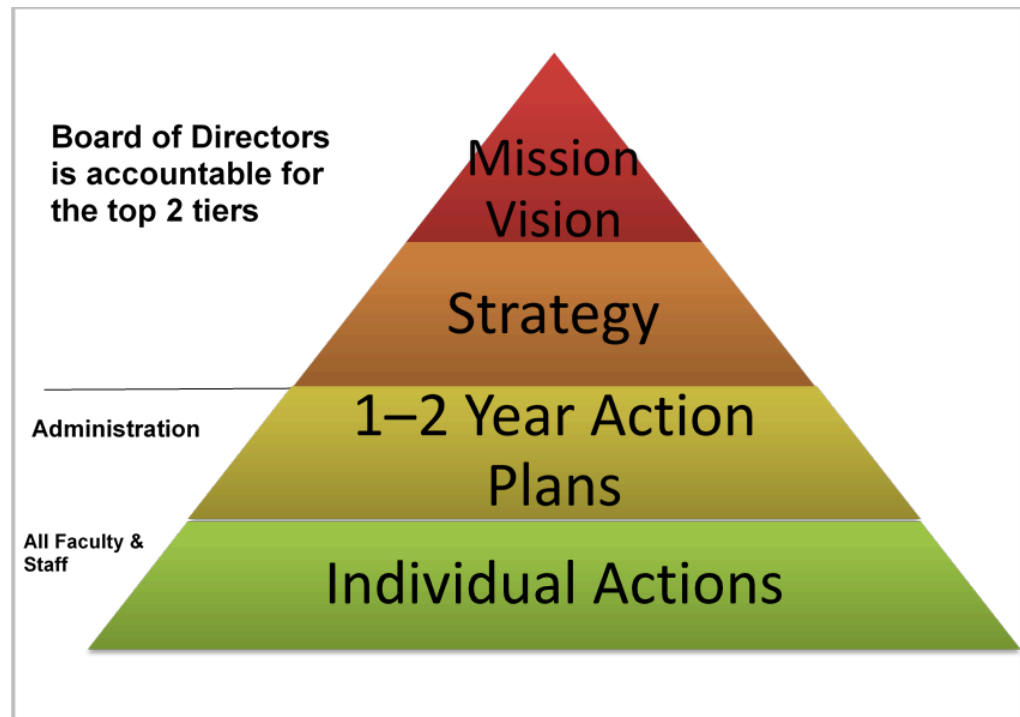 Board of Directors
is accountable for
the top 2 tiers
Mission
Vision
Strategy
Administration
1–2 Year Action
Plans
All Faculty &
Staff
Individual Actions